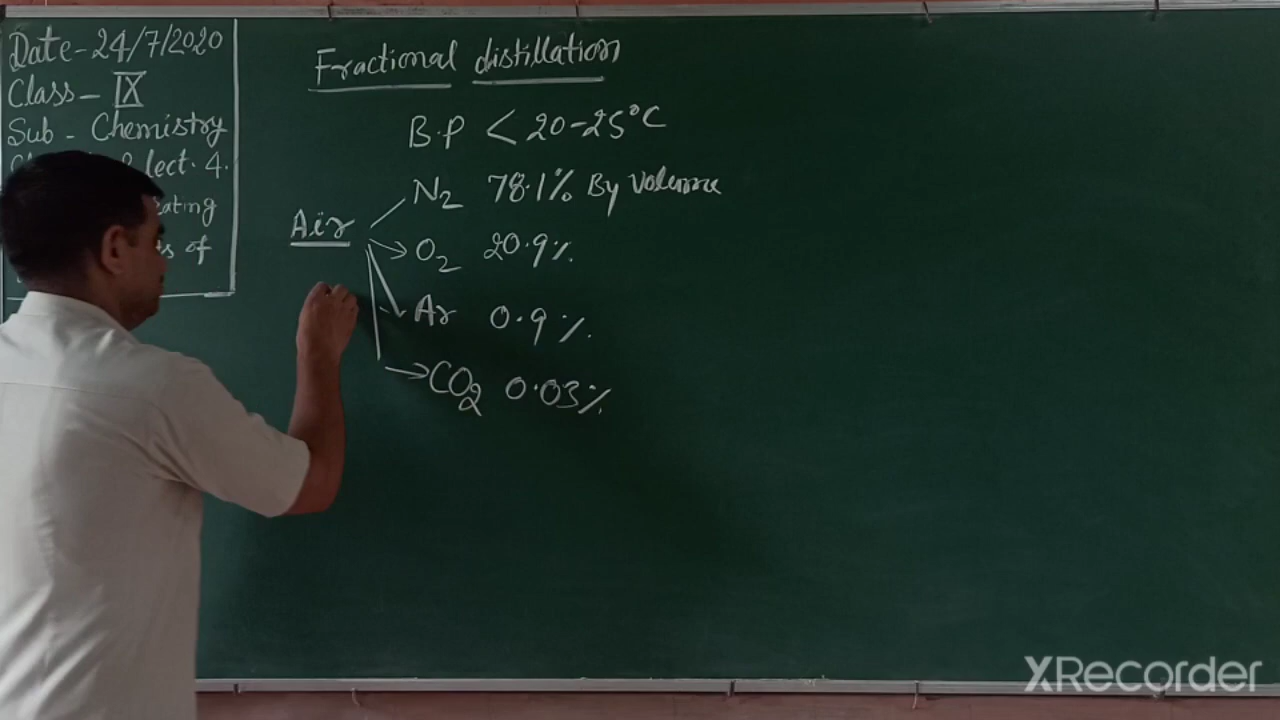 Date - 24/7/2020
Class - IX
Sub - Chemistry
2 lect. 4.
of
Fractional distillation
B.P < 20-25°C
Air
N2 78.1% By Volume
→ O2 20.9%
Ar 0.9%
→ CO2 0.03%
XRecorder